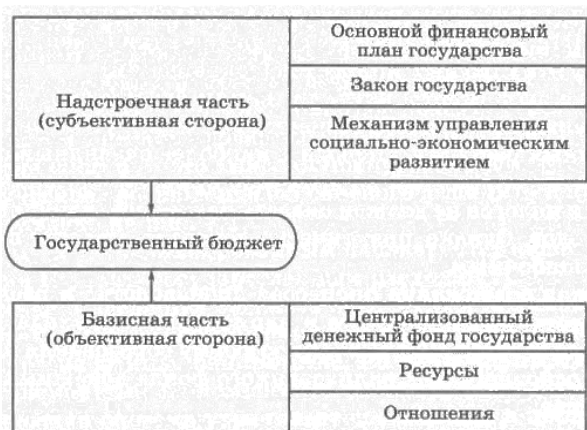 Основной финансовый
план государства
Надстроечная часть
(субъективная сторона)
Закон государства
Механизм управления
социально-экономическим
развитием
Государственный бюджет
Базисная часть
(объективная сторона)
Централизованный
денежный фонд государства
Ресурсы
Отношения